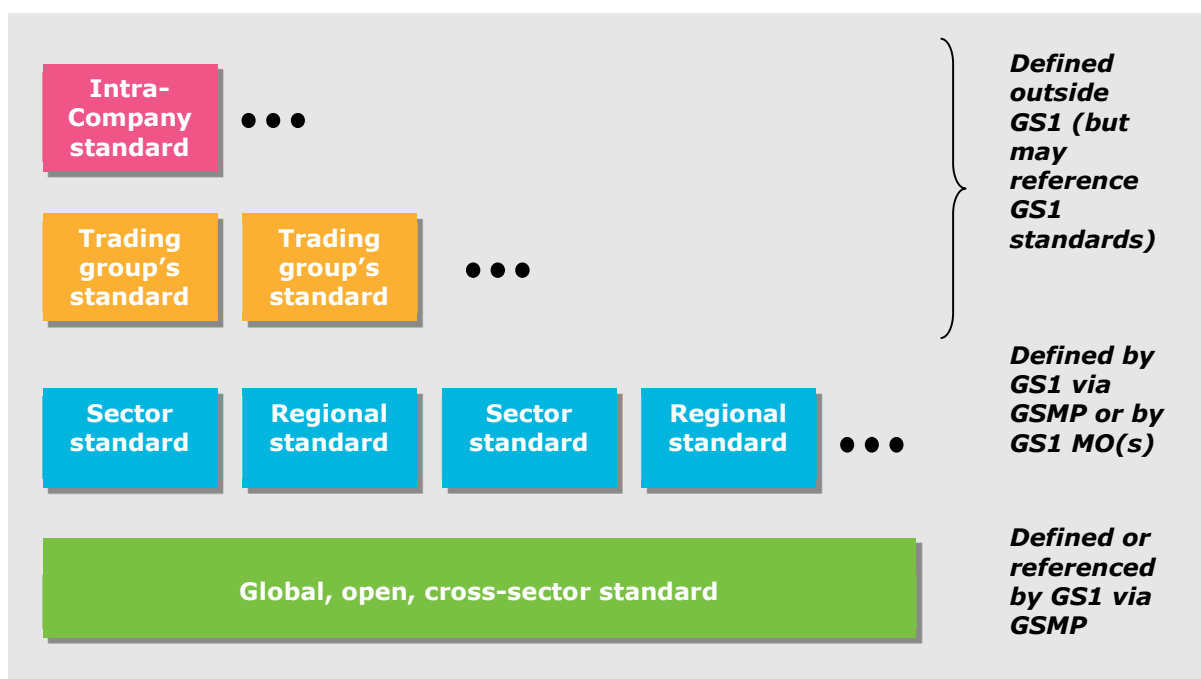 Intra-
Company
standard
Defined
outside
GS1 (but
may
reference
GS1
standards)
Trading
group’s
standard
Trading
group’s
standard
Sector
standard
Regional
standard
Sector
standard
Regional
standard
Defined by
GS1 via
GSMP or by
GS1 MO(s)
Global, open, cross-sector standard
Defined or
referenced
by GS1 via
GSMP